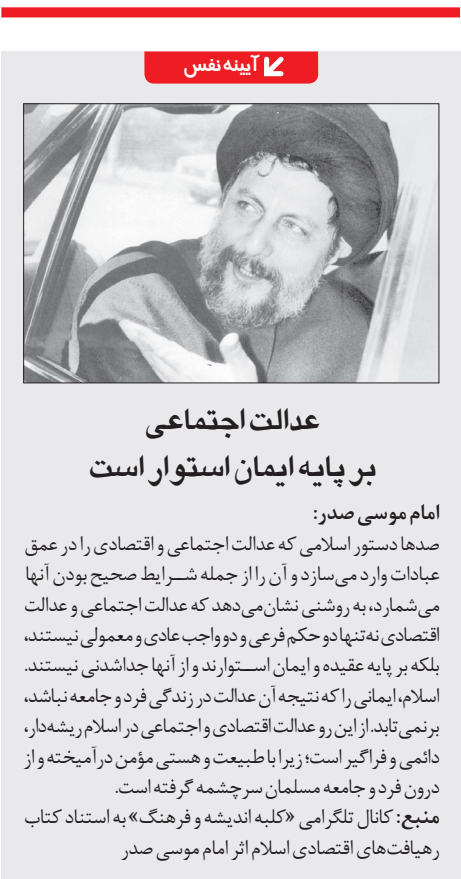 آیینه نفس
عدالت اجتماعی
بر پایه ایمان استوار است
امام موسی صدر:
صدها دستور اسلامی که عدالت اجتماعی و اقتصادی را در عمق
عبادات وارد می‌سازد و آن را از جمله شرایط صحیح بودن آنها
می‌شمارد، به روشنی نشان می‌دهد که عدالت اجتماعی و عدالت
اقتصادی نه‌تنها دو حکم فرعی و دو واجب عادی و معمولی نیستند،
بلکه بر پایه عقیده و ایمان استوارند و از آنها جداشدنی نیستند.
اسلام، ایمانی را که نتیجه آن عدالت در زندگی فرد و جامعه نباشد،
برنمی‌تابد. از این رو عدالت اقتصادی و اجتماعی در اسلام ریشه‌دار،
دائمی و فراگیر است؛ زیرا با طبیعت و هستی مؤمن درآمیخته و از
درون فرد و جامعه مسلمان سرچشمه گرفته است.
منبع: کانال تلگرامی «کلبه اندیشه و فرهنگ» به استناد کتاب
رهیافت‌های اقتصادی اسلام اثر امام موسی صدر